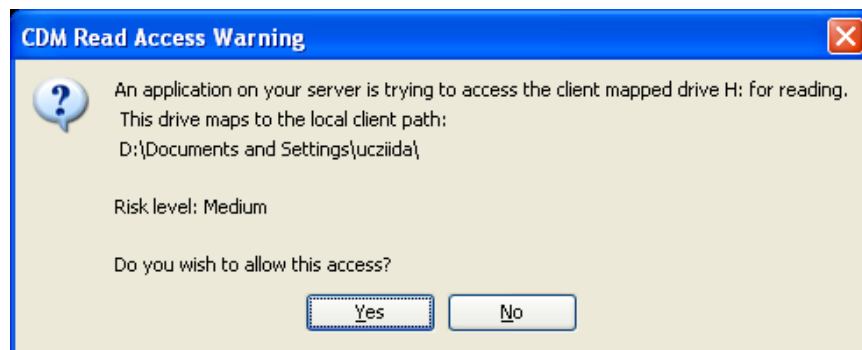 CDM Read Access Warning
An application on your server is trying to access the client mapped drive H: for reading.
This drive maps to the local client path:
D:\Documents and Settings\ucziida\
Risk level: Medium
Do you wish to allow this access?
Yes No